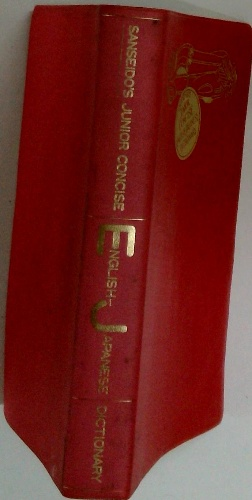 SANSEIDO'S JUNIOR CONCISE
ENGLISH-
JAPANESE DICTIONARY